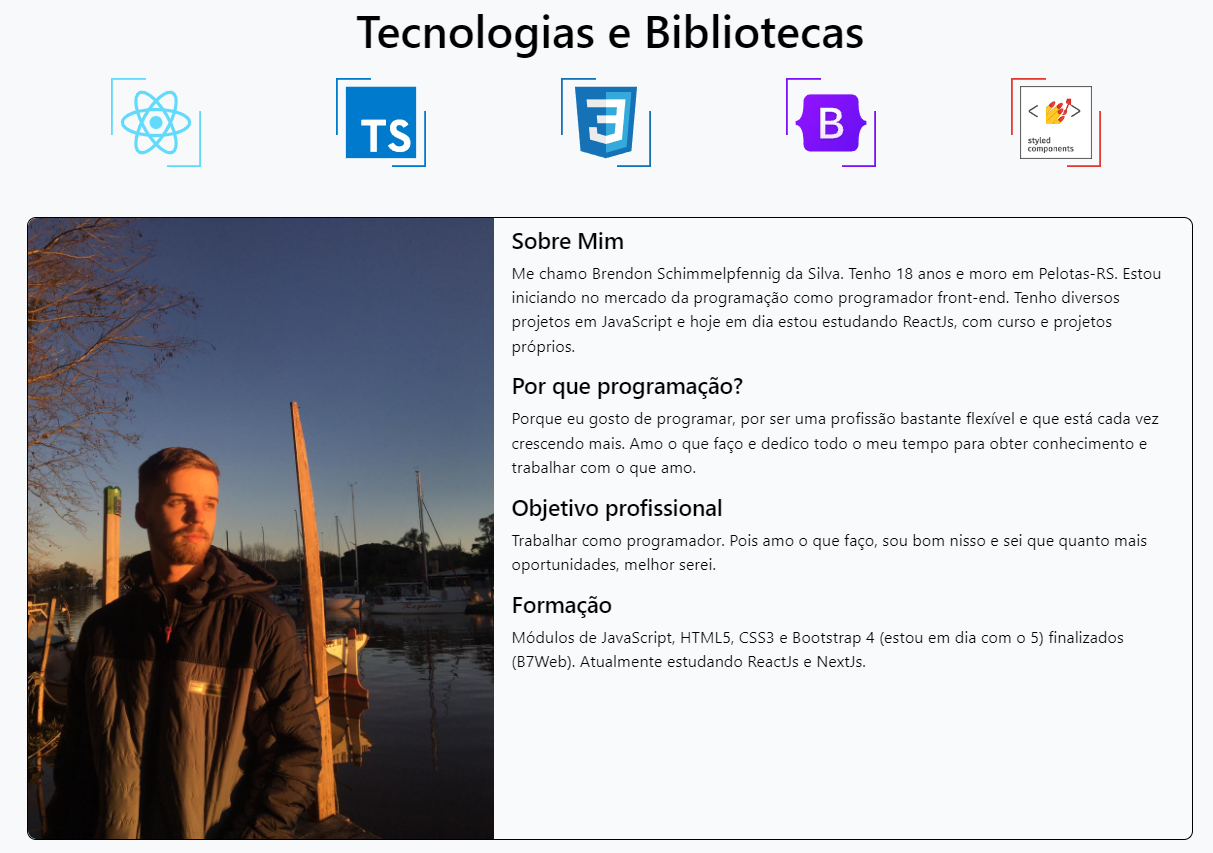 Tecnologias e Bibliotecas
TS
3
B
< >
styled
components
Sobre Mim
Me chamo Brendon Schimmelpfennig da Silva. Tenho 18 anos e moro em Pelotas-RS. Estou
iniciando no mercado da programação como programador front-end. Tenho diversos
projetos em JavaScript e hoje em dia estou estudando ReactJs, com curso e projetos
próprios.
Por que programação?
Porque eu gosto de programar, por ser uma profissão bastante flexível e que está cada vez
crescendo mais. Amo o que faço e dedico todo o meu tempo para obter conhecimento e
trabalhar com o que amo.
Objetivo profissional
Trabalhar como programador. Pois amo o que faço, sou bom nisso e sei que quanto mais
oportunidades, melhor serei.
Formação
Módulos de JavaScript, HTML5, CSS3 e Bootstrap 4 (estou em dia com o 5) finalizados
(B7Web). Atualmente estudando ReactJs e NextJs.